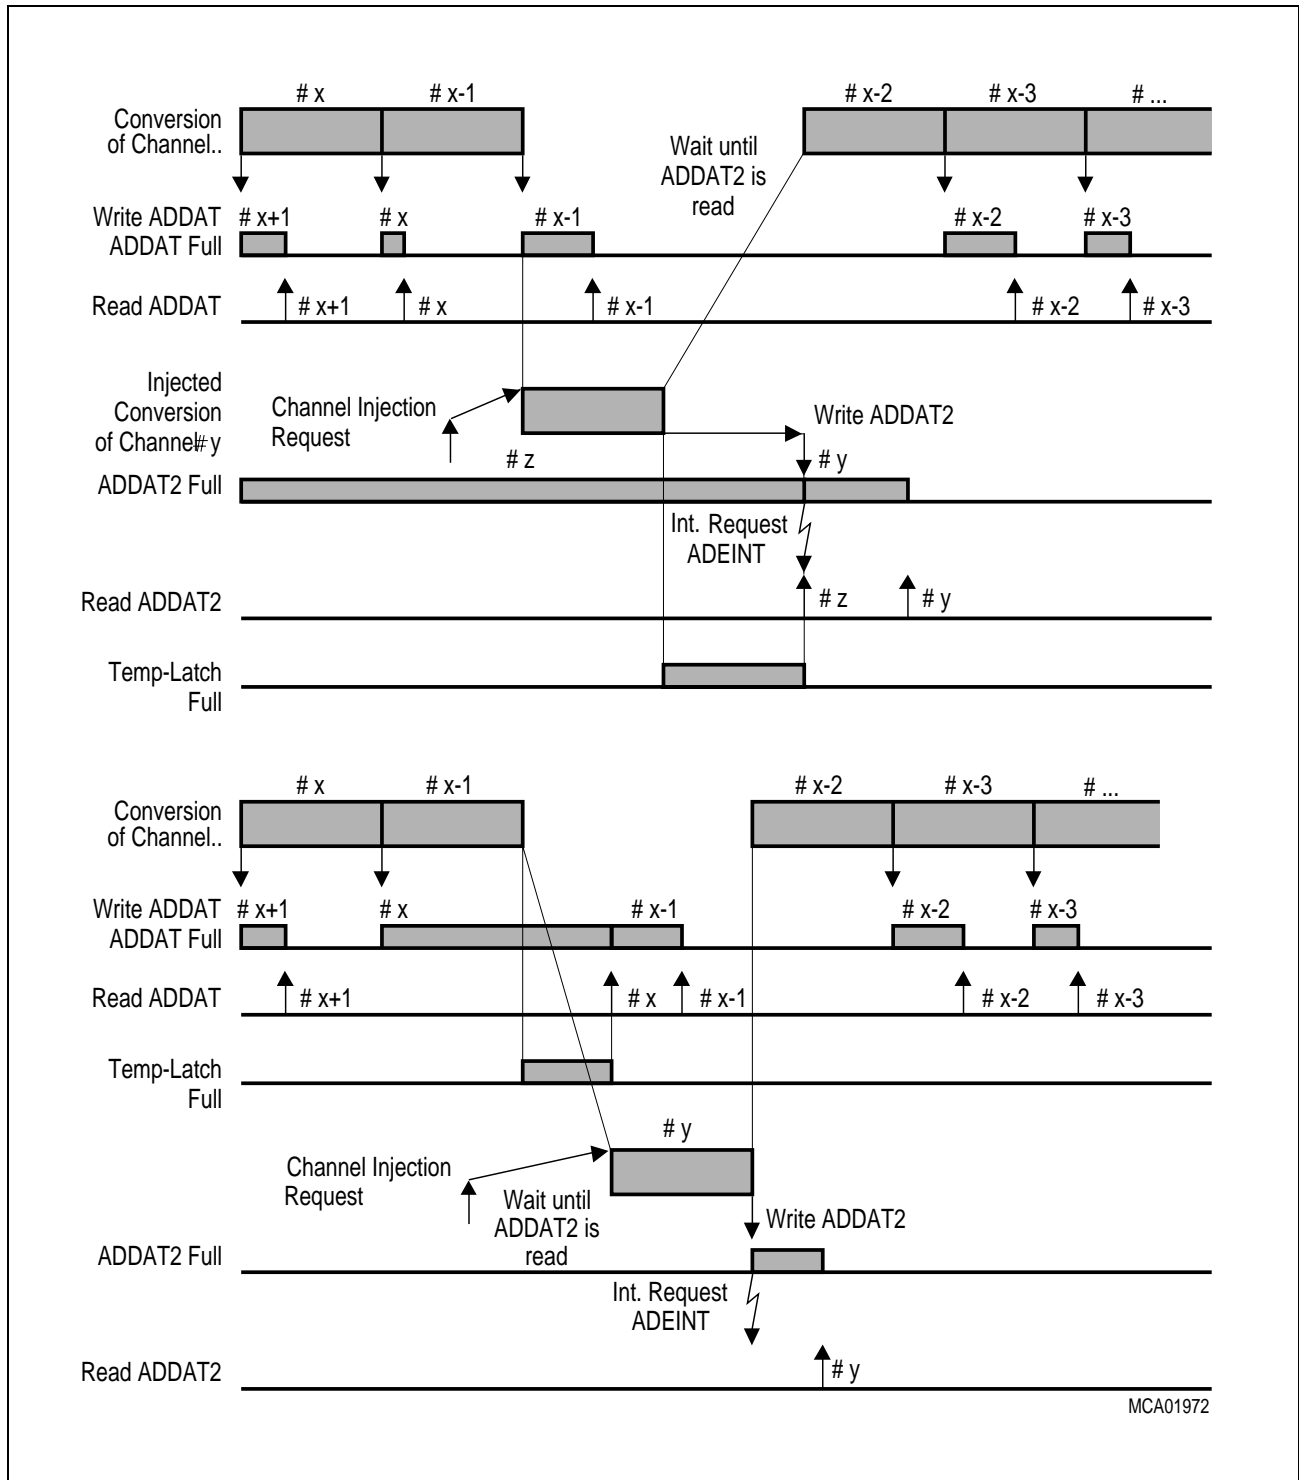 # x
# x-1
# x-2
# x-3
# ...
Conversion
of Channel..
Wait until
ADDAT2 is
read
Write ADDAT
ADDAT Full
# x+1
# x
# x-1
# x-2
# x-3
Read ADDAT
# x+1
# x
# x-1
# x-2
# x-3
Injected
Conversion
of Channel# y
Channel Injection
Request
Write ADDAT2
# z
# y
ADDAT2 Full
Int. Request
ADEINT
Read ADDAT2
# z
# y
Temp-Latch
Full
# x
# x-1
# x-2
# x-3
# ...
Conversion
of Channel..
Write ADDAT
ADDAT Full
# x+1
# x
# x-1
# x-2
# x-3
Read ADDAT
# x+1
# x
# x-1
# x-2
# x-3
Temp-Latch
Full
# y
Channel Injection
Request
Wait until
ADDAT2 is
read
Write ADDAT2
ADDAT2 Full
Int. Request
ADEINT
Read ADDAT2
# y
MCA01972